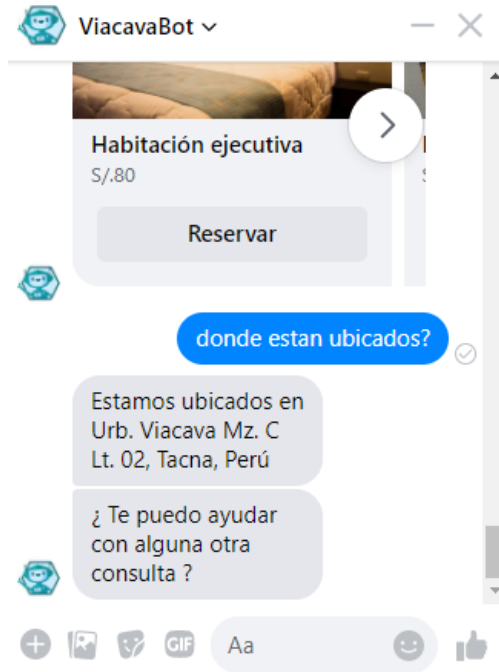 ViacavaBot
Habitación ejecutiva
S/.80
Reservar
donde estan ubicados?
Estamos ubicados en
Urb. Viacava Mz. C
Lt. 02, Tacna, Perú
¿ Te puedo ayudar
con alguna otra
consulta ?
GIF
Aa